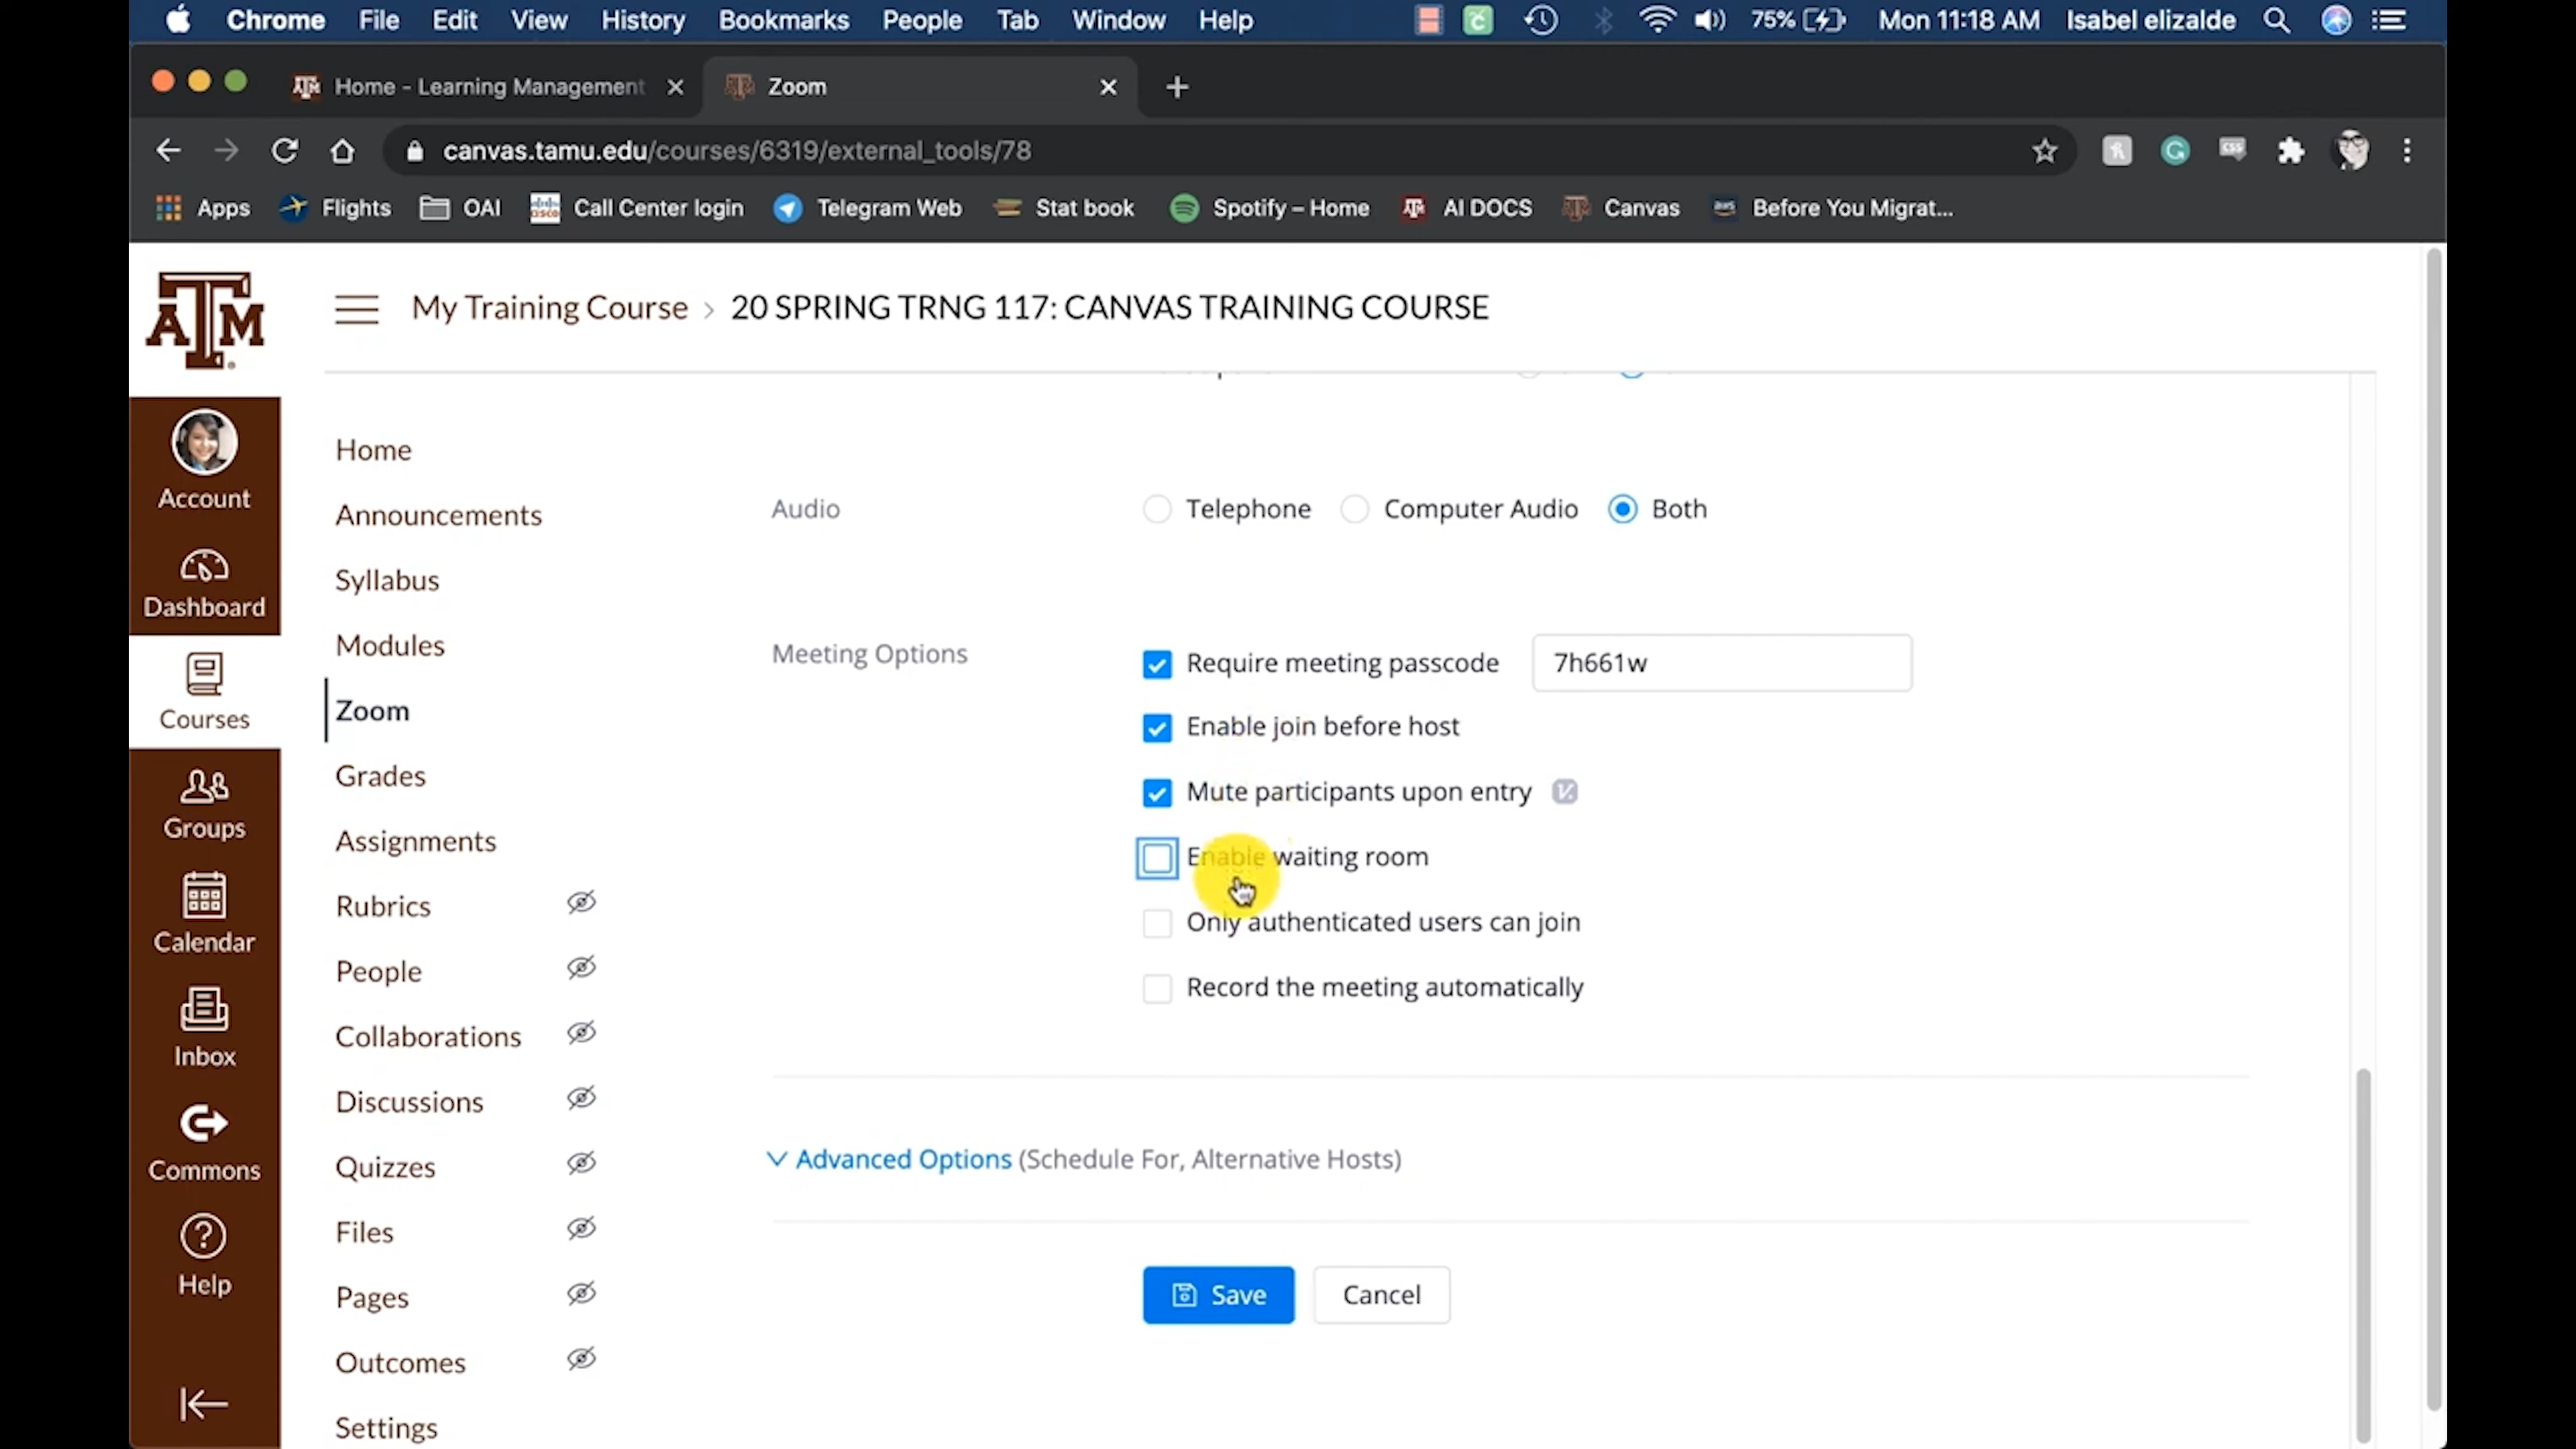 Chrome File Edit View History Bookmarks People Tab Window Help 75% Mon 11:18 AM Isabel elizalde
Home - Learning Management Zoom
canvas.tamu.edu/courses/6319/external_tools/78
Apps Flights OAI Call Center login Telegram Web Stat book Spotify – Home AI DOCS Canvas Before You Migrat...
My Training Course > 20 SPRING TRNG 117: CANVAS TRAINING COURSE
Account
Dashboard
Courses
Groups
Calendar
Inbox
Commons
Help
Home
Announcements
Syllabus
Modules
Zoom
Grades
Assignments
Rubrics
People
Collaborations
Discussions
Quizzes
Files
Pages
Outcomes
Settings
Audio Telephone Computer Audio Both
Meeting Options Require meeting passcode 7h661w
Enable join before host
Mute participants upon entry
Enable waiting room
Only authenticated users can join
Record the meeting automatically
Advanced Options (Schedule For, Alternative Hosts)
Save Cancel